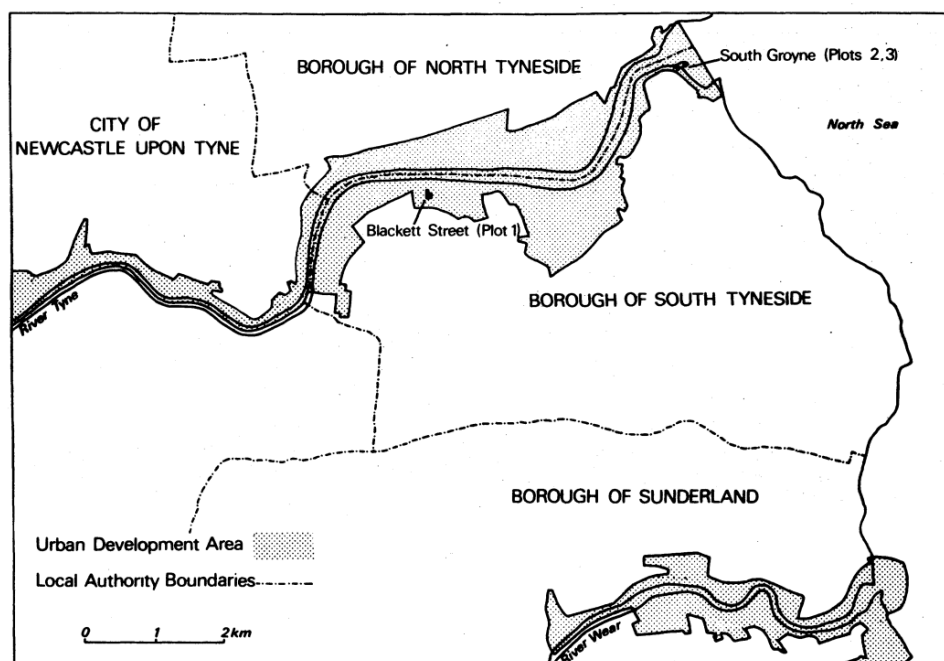 BOROUGH OF NORTH TYNESIDE
South Groyne (Plots 2,3)
CITY OF
NEWCASTLE UPON TYNE
North Sea
Blackett Street (Plot 1)
BOROUGH OF SOUTH TYNESIDE
River Tyne
BOROUGH OF SUNDERLAND
Urban Development Area
Local Authority Boundaries
0 1 2km
River Wear